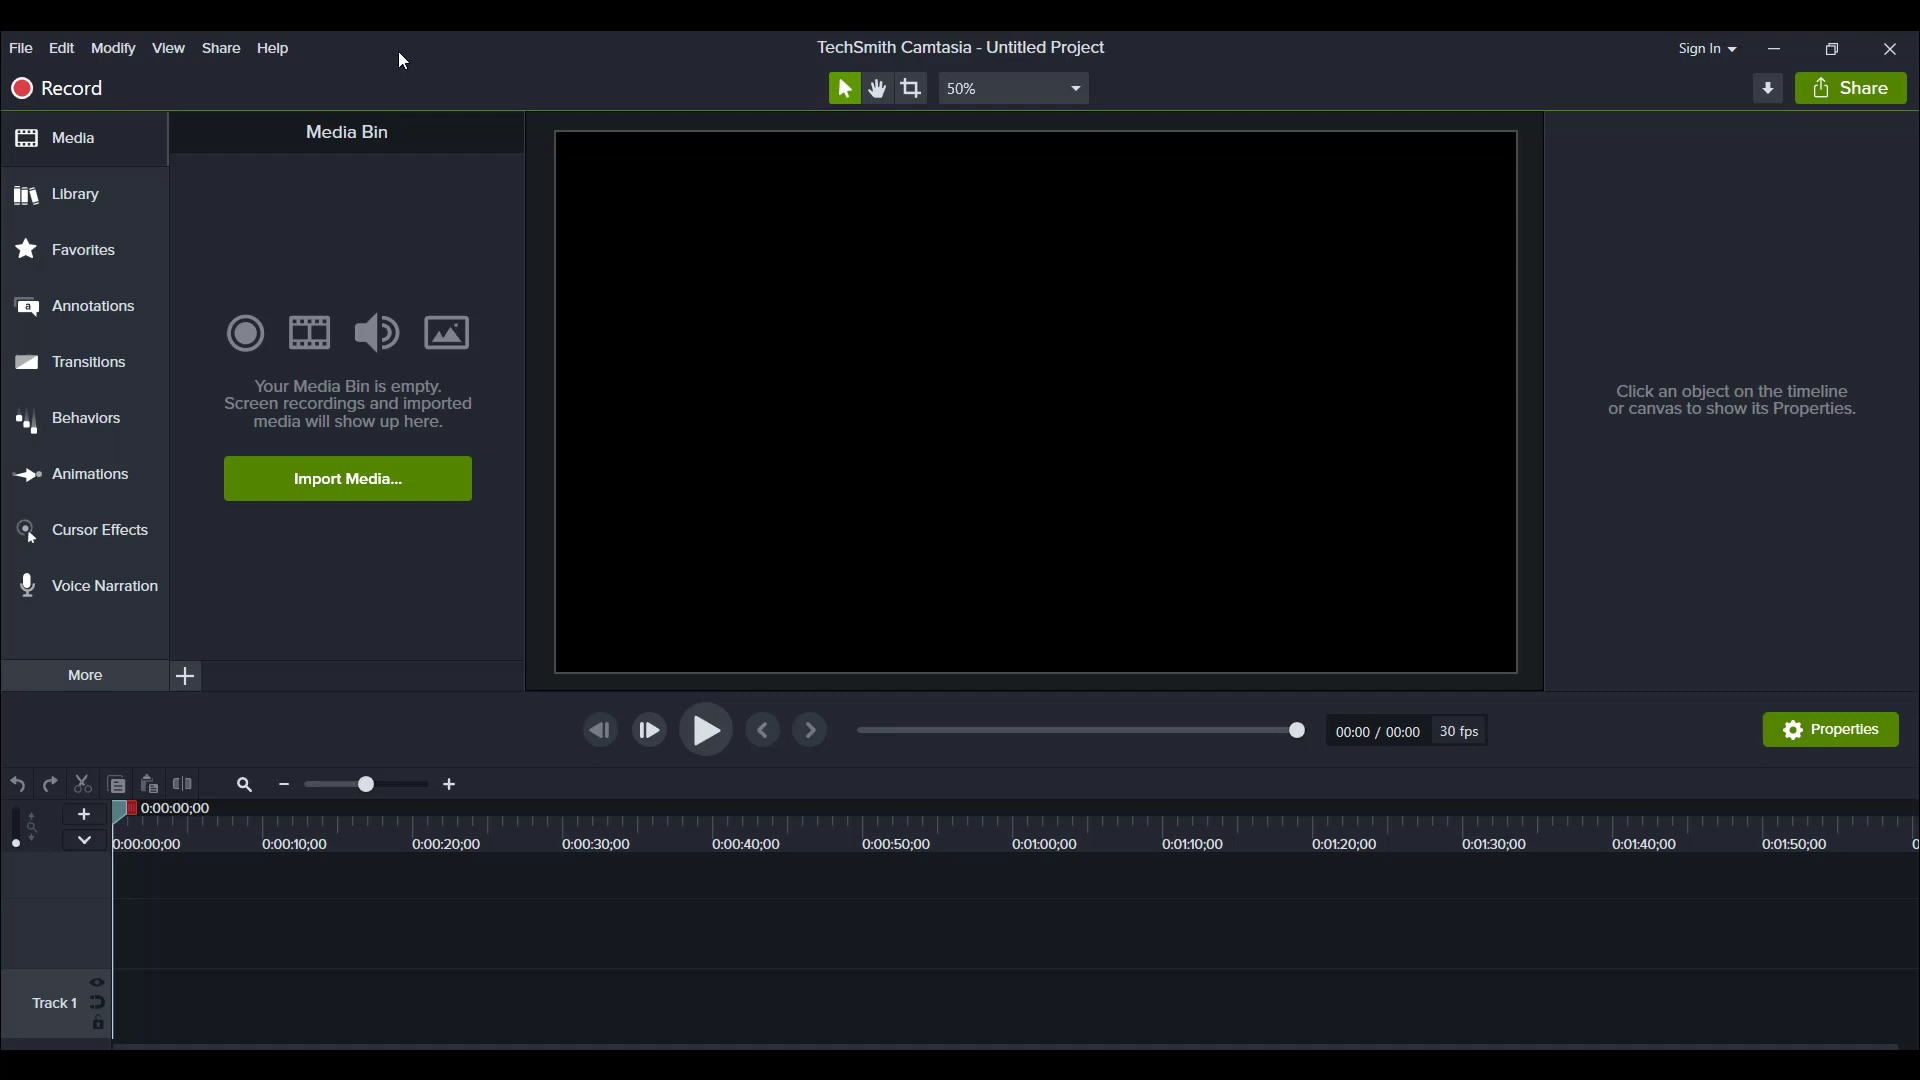 File Edit Modify View Share Help
TechSmith Camtasia - Untitled Project
Sign In
Record
50%
Share
Media
Media Bin
Library
Favorites
a Annotations
Transitions
Behaviors
Animations
Cursor Effects
Voice Narration
More
Your Media Bin is empty.
Screen recordings and imported
media will show up here.
Import Media...
Click an object on the timeline
or canvas to show its Properties.
00:00 / 00:00 30 fps
Properties
0:00:00;00
0:00:00;00 0:00:10;00 0:00:20;00 0:00:30;00 0:00:40;00 0:00:50;00 0:01:00;00 0:01:10;00 0:01:20;00 0:01:30;00 0:01:40;00 0:01:50;00
Track 1